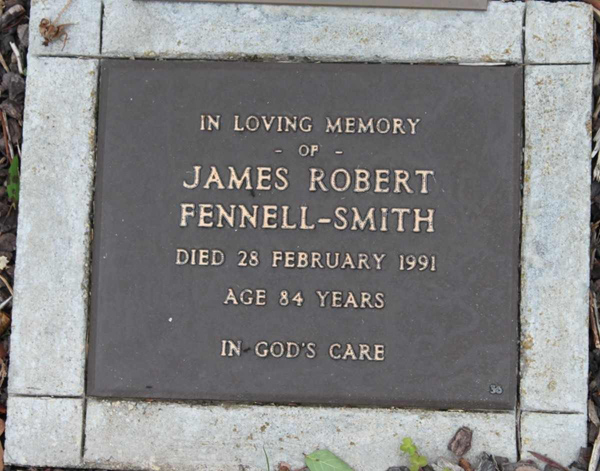 IN LOVING MEMORY
- OF -
JAMES ROBERT
FENNELL-SMITH
DIED 28 FEBRUARY 1991
AGE 84 YEARS
IN GOD'S CARE